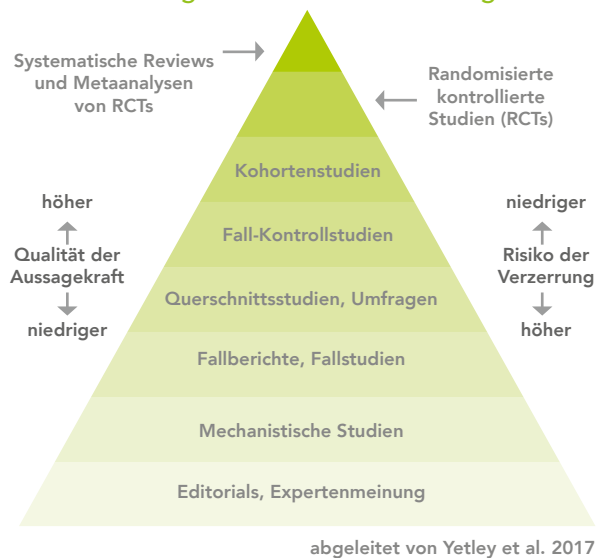 Systematische Reviews
und Metaanalysen
von RCTs
Randomisierte
kontrollierte
Studien (RCTs)
Kohortenstudien
höher
niedriger
Fall-Kontrollstudien
Qualität der
Aussagekraft
Risiko der
Verzerrung
Querschnittsstudien, Umfragen
niedriger
höher
Fallberichte, Fallstudien
Mechanistische Studien
Editorials, Expertenmeinung
abgeleitet von Yetley et al. 2017